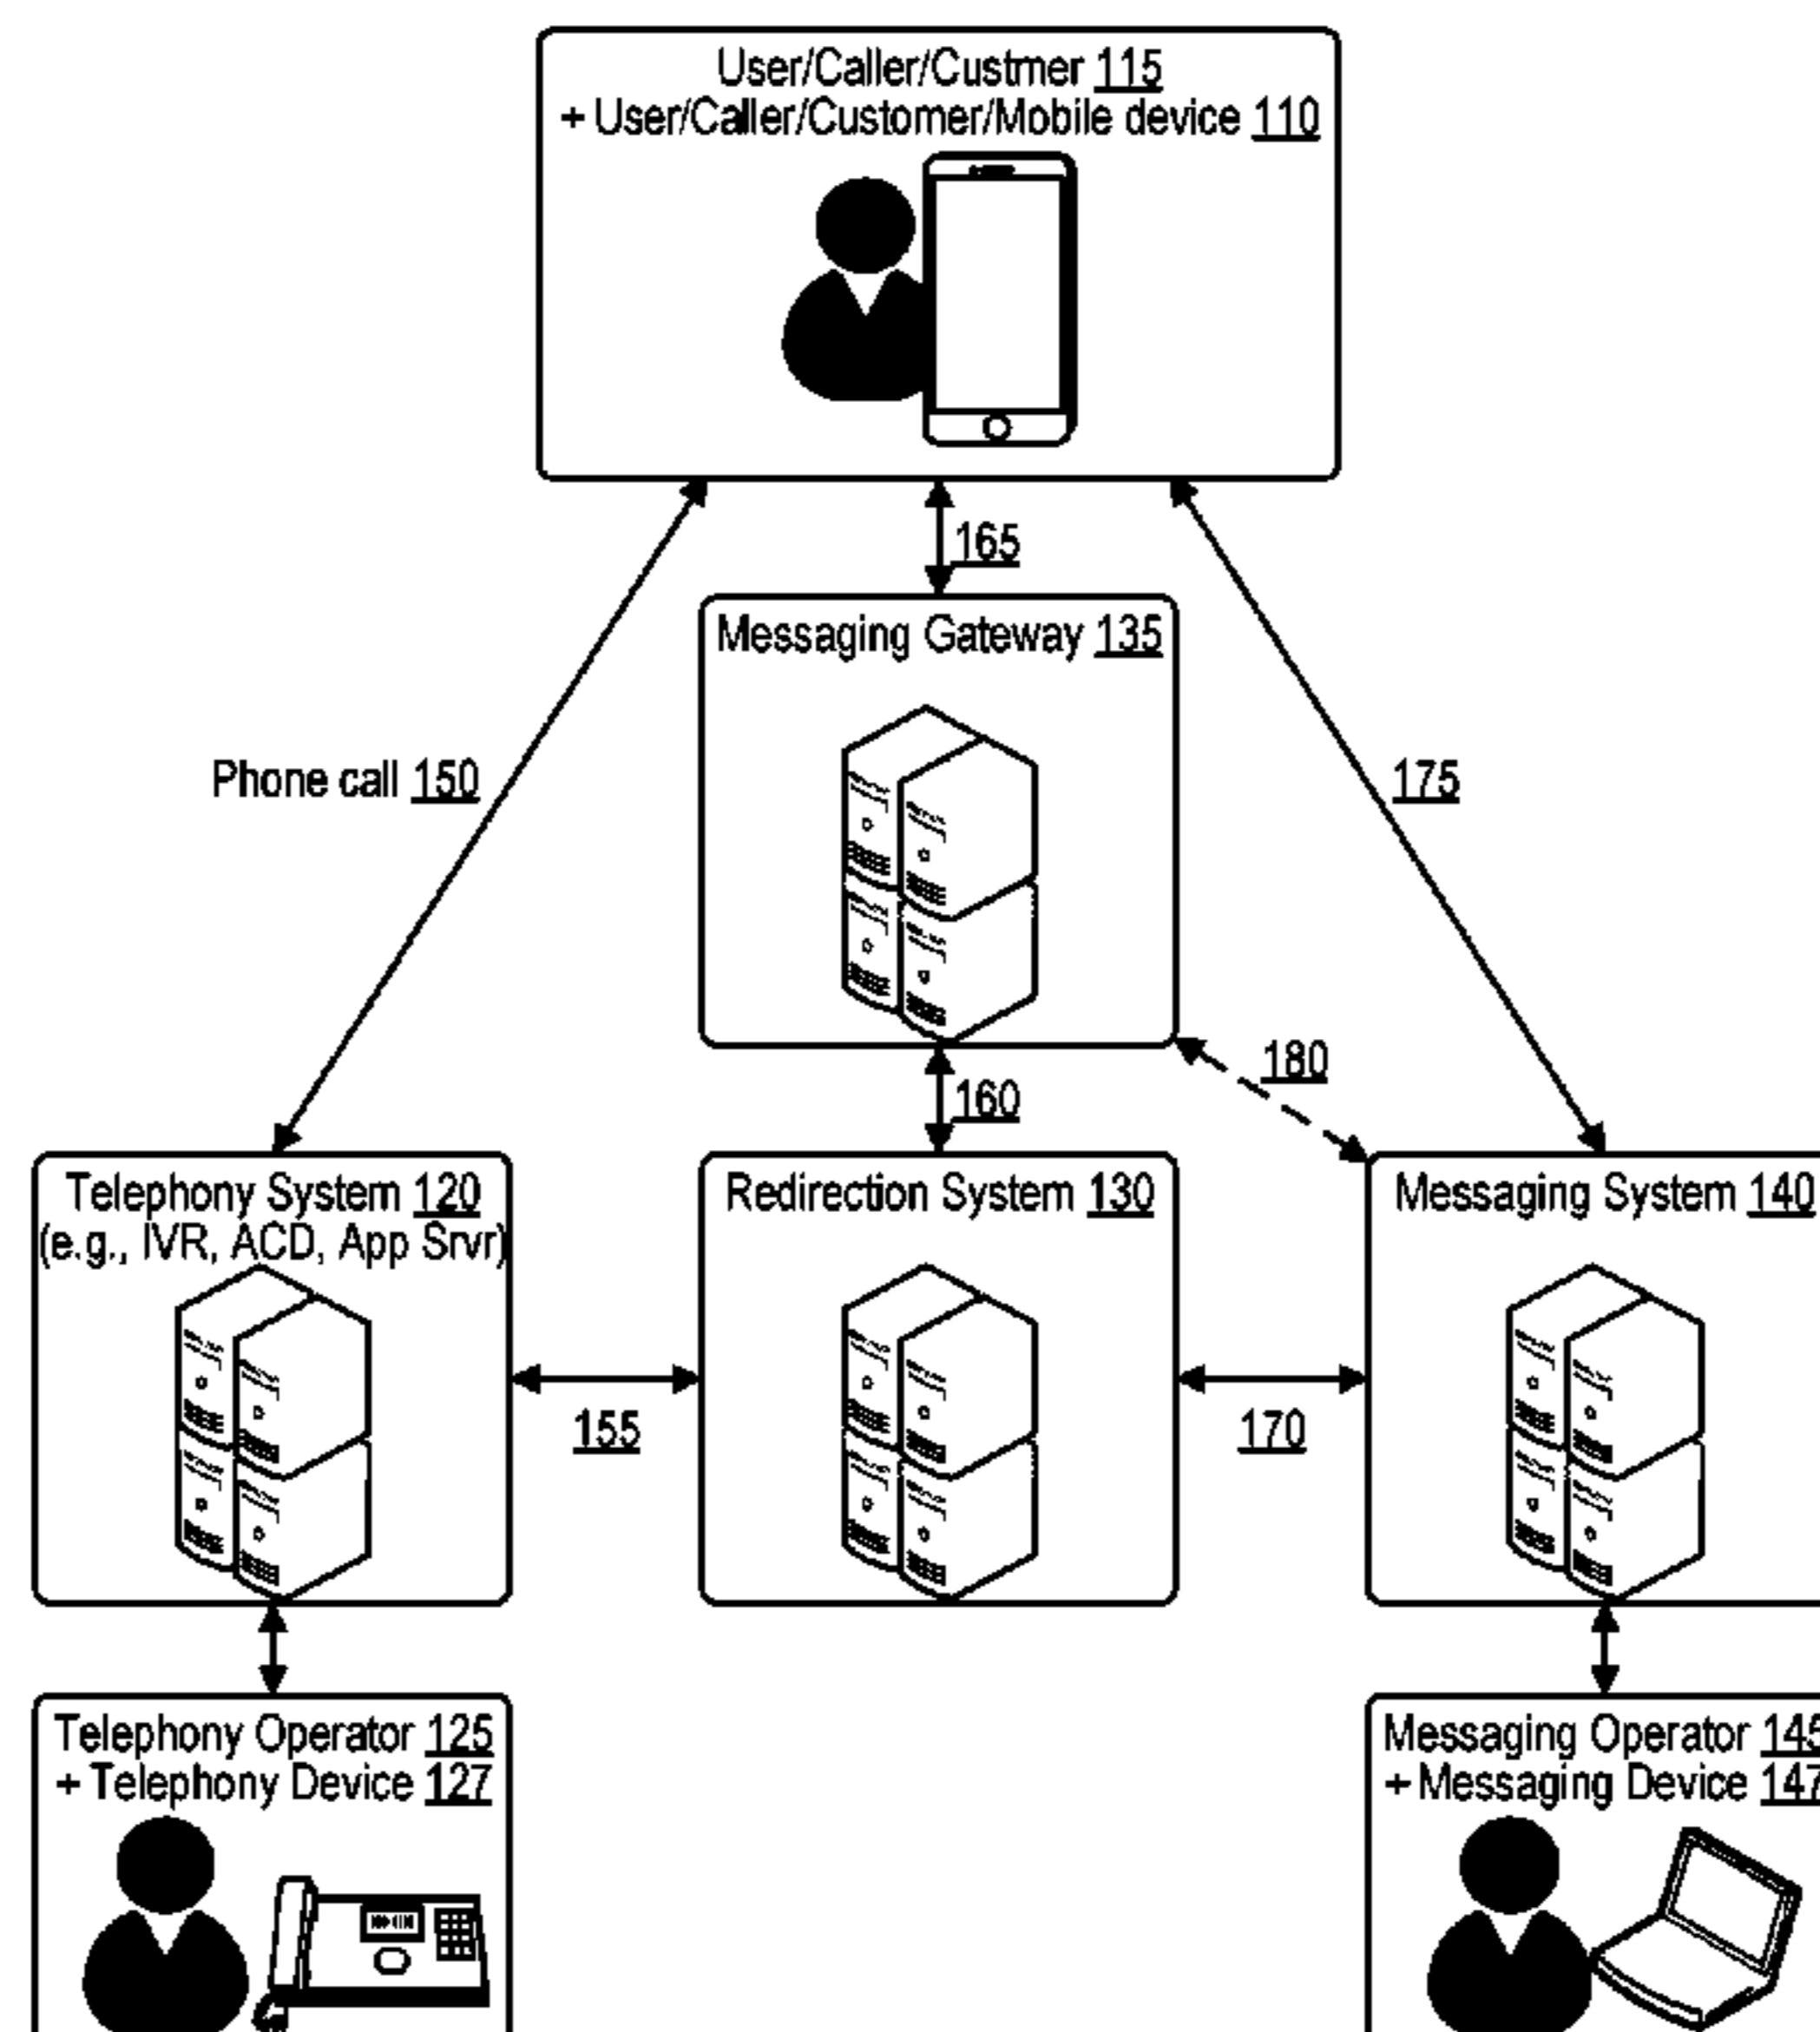 User/Caller/Custmer 115
+ User/Caller/Customer/Mobile device 110
165
Messaging Gateway 135
Phone call 150
175
180
160
Telephony System 120
(e.g., IVR, ACD, App Srvr)
Redirection System 130
Messaging System 140
155
170
Telephony Operator 125
+ Telephony Device 127
Messaging Operator 145
+ Messaging Device 147